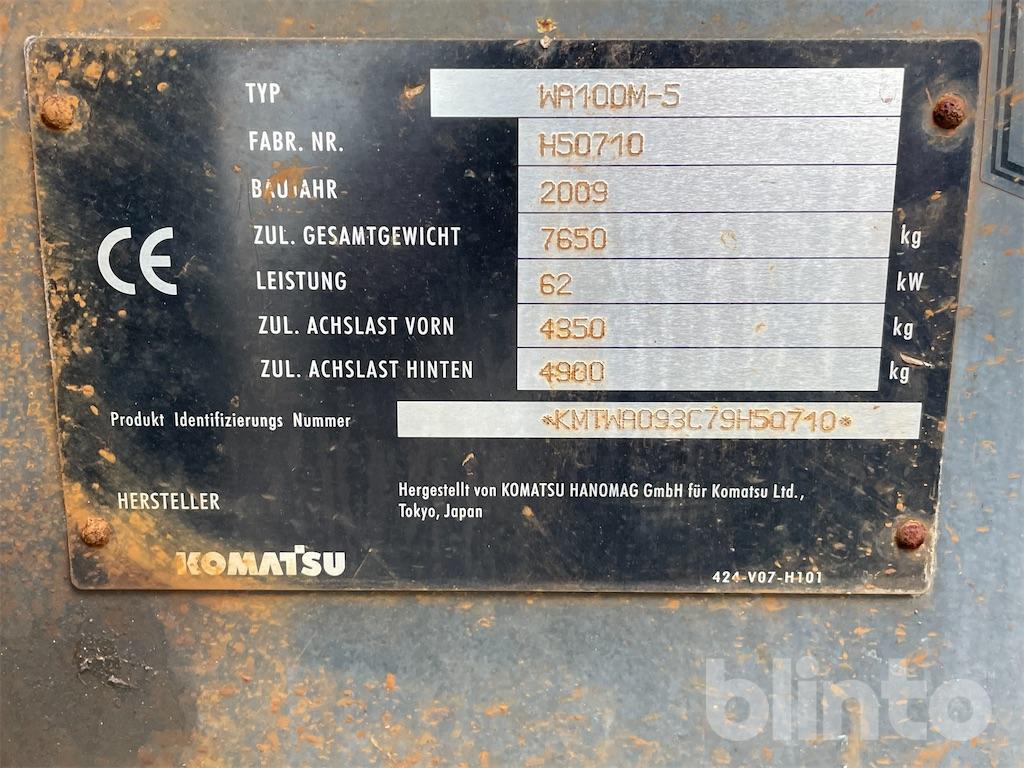 TYP WA100M-5
FABR. NR. H50710
BAUJAHR 2009
ZUL. GESAMTGEWICHT 7650 kg
LEISTUNG 62 kW
ZUL. ACHSLAST VORN 4350 kg
ZUL. ACHSLAST HINTEN 4900 kg
CE
Produkt Identifizierungs Nummer *KMTWA093C79H50710*
HERSTELLER
Hergestellt von KOMATSU HANOMAG GmbH für Komatsu Ltd.,
Tokyo, Japan
KOMATSU
424-V07-H101
blinto